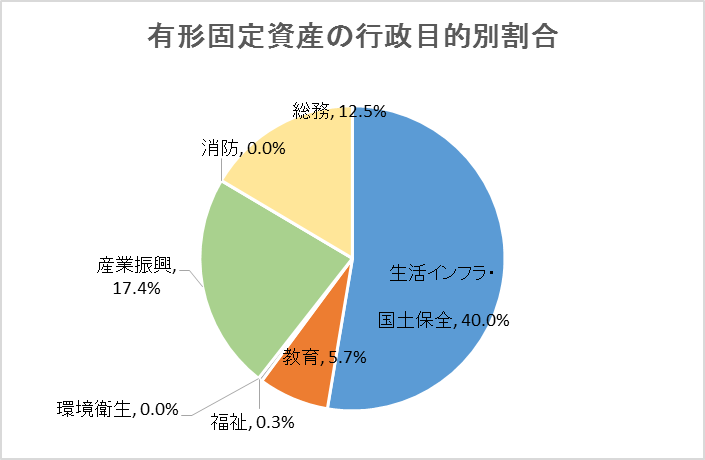 有形固定資産の行政目的別割合
総務, 12.5%
消防, 0.0%
生活インフラ・
国土保全, 40.0%
産業振興,
17.4%
教育, 5.7%
環境衛生, 0.0%
福祉, 0.3%